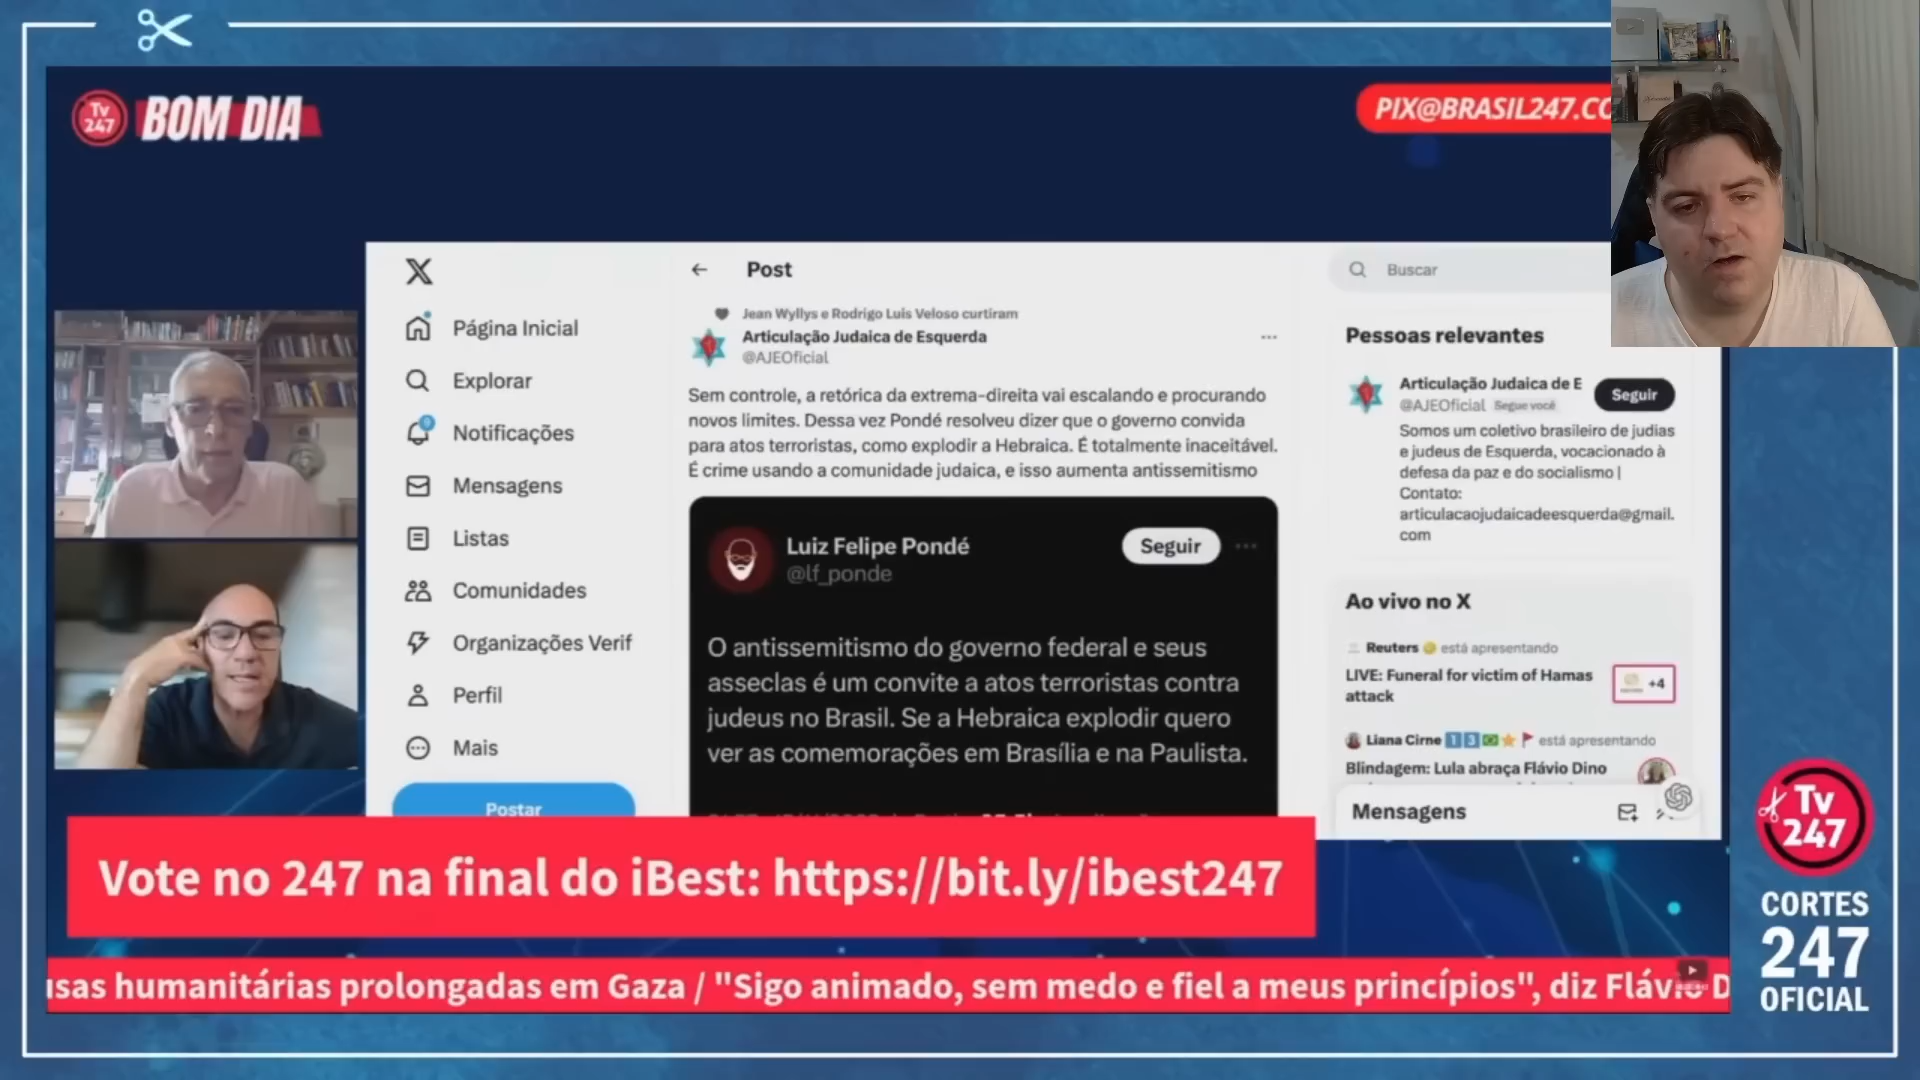 Tv 247 BOM DIA
PIX@BRASIL247.CO
X
Página Inicial
Explorar
Notificações
Mensagens
Listas
Comunidades
Organizações Verif
Perfil
Mais
Postar
Post
Jean Wyllys e Rodrigo Luis Veloso curtiram
Articulação Judaica de Esquerda
@AJEOficial
Sem controle, a retórica da extrema-direita vai escalando e procurando
novos limites. Dessa vez Pondé resolveu dizer que o governo convida
para atos terroristas, como explodir a Hebraica. É totalmente inaceitável.
É crime usando a comunidade judaica, e isso aumenta antissemitismo
Luiz Felipe Pondé
@lf_ponde
Seguir
O antissemitismo do governo federal e seus
asseclas é um convite a atos terroristas contra
judeus no Brasil. Se a Hebraica explodir quero
ver as comemorações em Brasília e na Paulista.
Buscar
Pessoas relevantes
Articulação Judaica de E
@AJEOficial Segue você
Seguir
Somos um coletivo brasileiro de judias
e judeus de Esquerda, vocacionado à
defesa da paz e do socialismo |
Contato:
articulacaojudaicadeesquerda@gmail.
com
Ao vivo no X
Reuters está apresentando
LIVE: Funeral for victim of Hamas
attack
+4
Liana Cirne 13 está apresentando
Blindagem: Lula abraça Flávio Dino
Mensagens
Vote no 247 na final do iBest: https://bit.ly/ibest247
usas humanitárias prolongadas em Gaza / "Sigo animado, sem medo e fiel a meus princípios", diz Flávio D
Tv
247
CORTES
247
OFICIAL